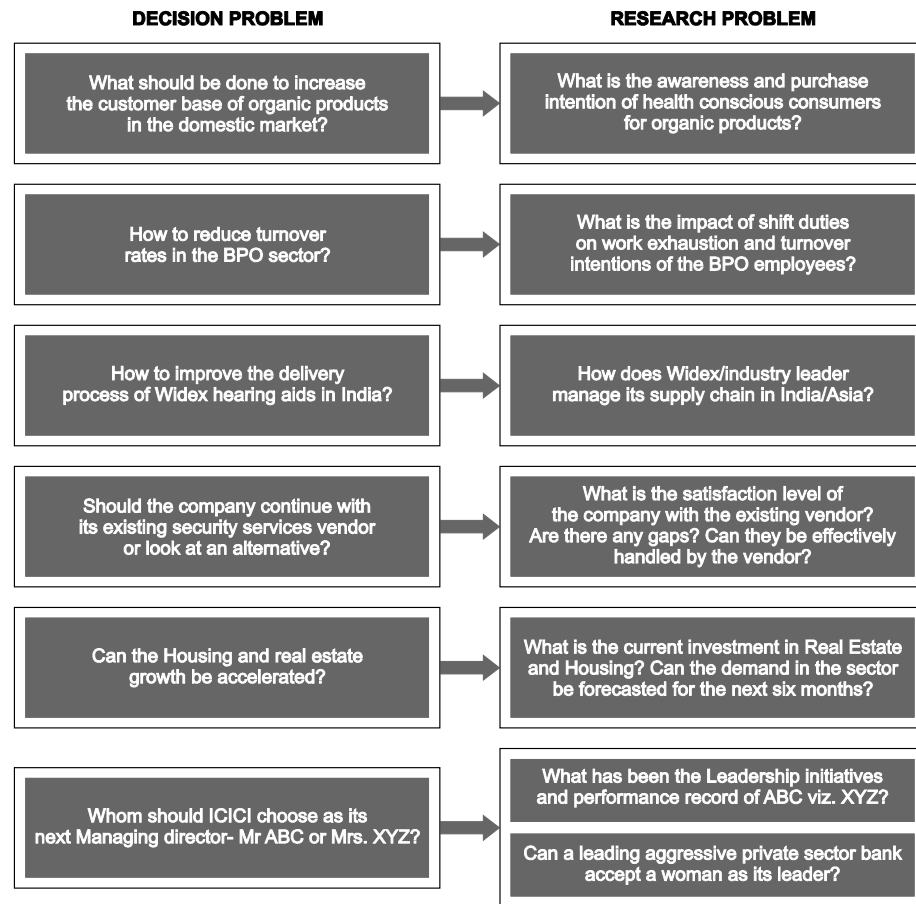 DECISION PROBLEM
RESEARCH PROBLEM
What should be done to increase
the customer base of organic products
in the domestic market?
What is the awareness and purchase
intention of health conscious consumers
for organic products?
How to reduce turnover
rates in the BPO sector?
What is the impact of shift duties
on work exhaustion and turnover
intentions of the BPO employees?
How to improve the delivery
process of Widex hearing aids in India?
How does Widex/industry leader
manage its supply chain in India/Asia?
Should the company continue with
its existing security services vendor
or look at an alternative?
What is the satisfaction level of
the company with the existing vendor?
Are there any gaps? Can they be effectively
handled by the vendor?
Can the Housing and real estate
growth be accelerated?
What is the current investment in Real Estate
and Housing? Can the demand in the sector
be forecasted for the next six months?
Whom should ICICI choose as its
next Managing director- Mr ABC or Mrs. XYZ?
What has been the Leadership initiatives
and performance record of ABC viz. XYZ?
Can a leading aggressive private sector bank
accept a woman as its leader?